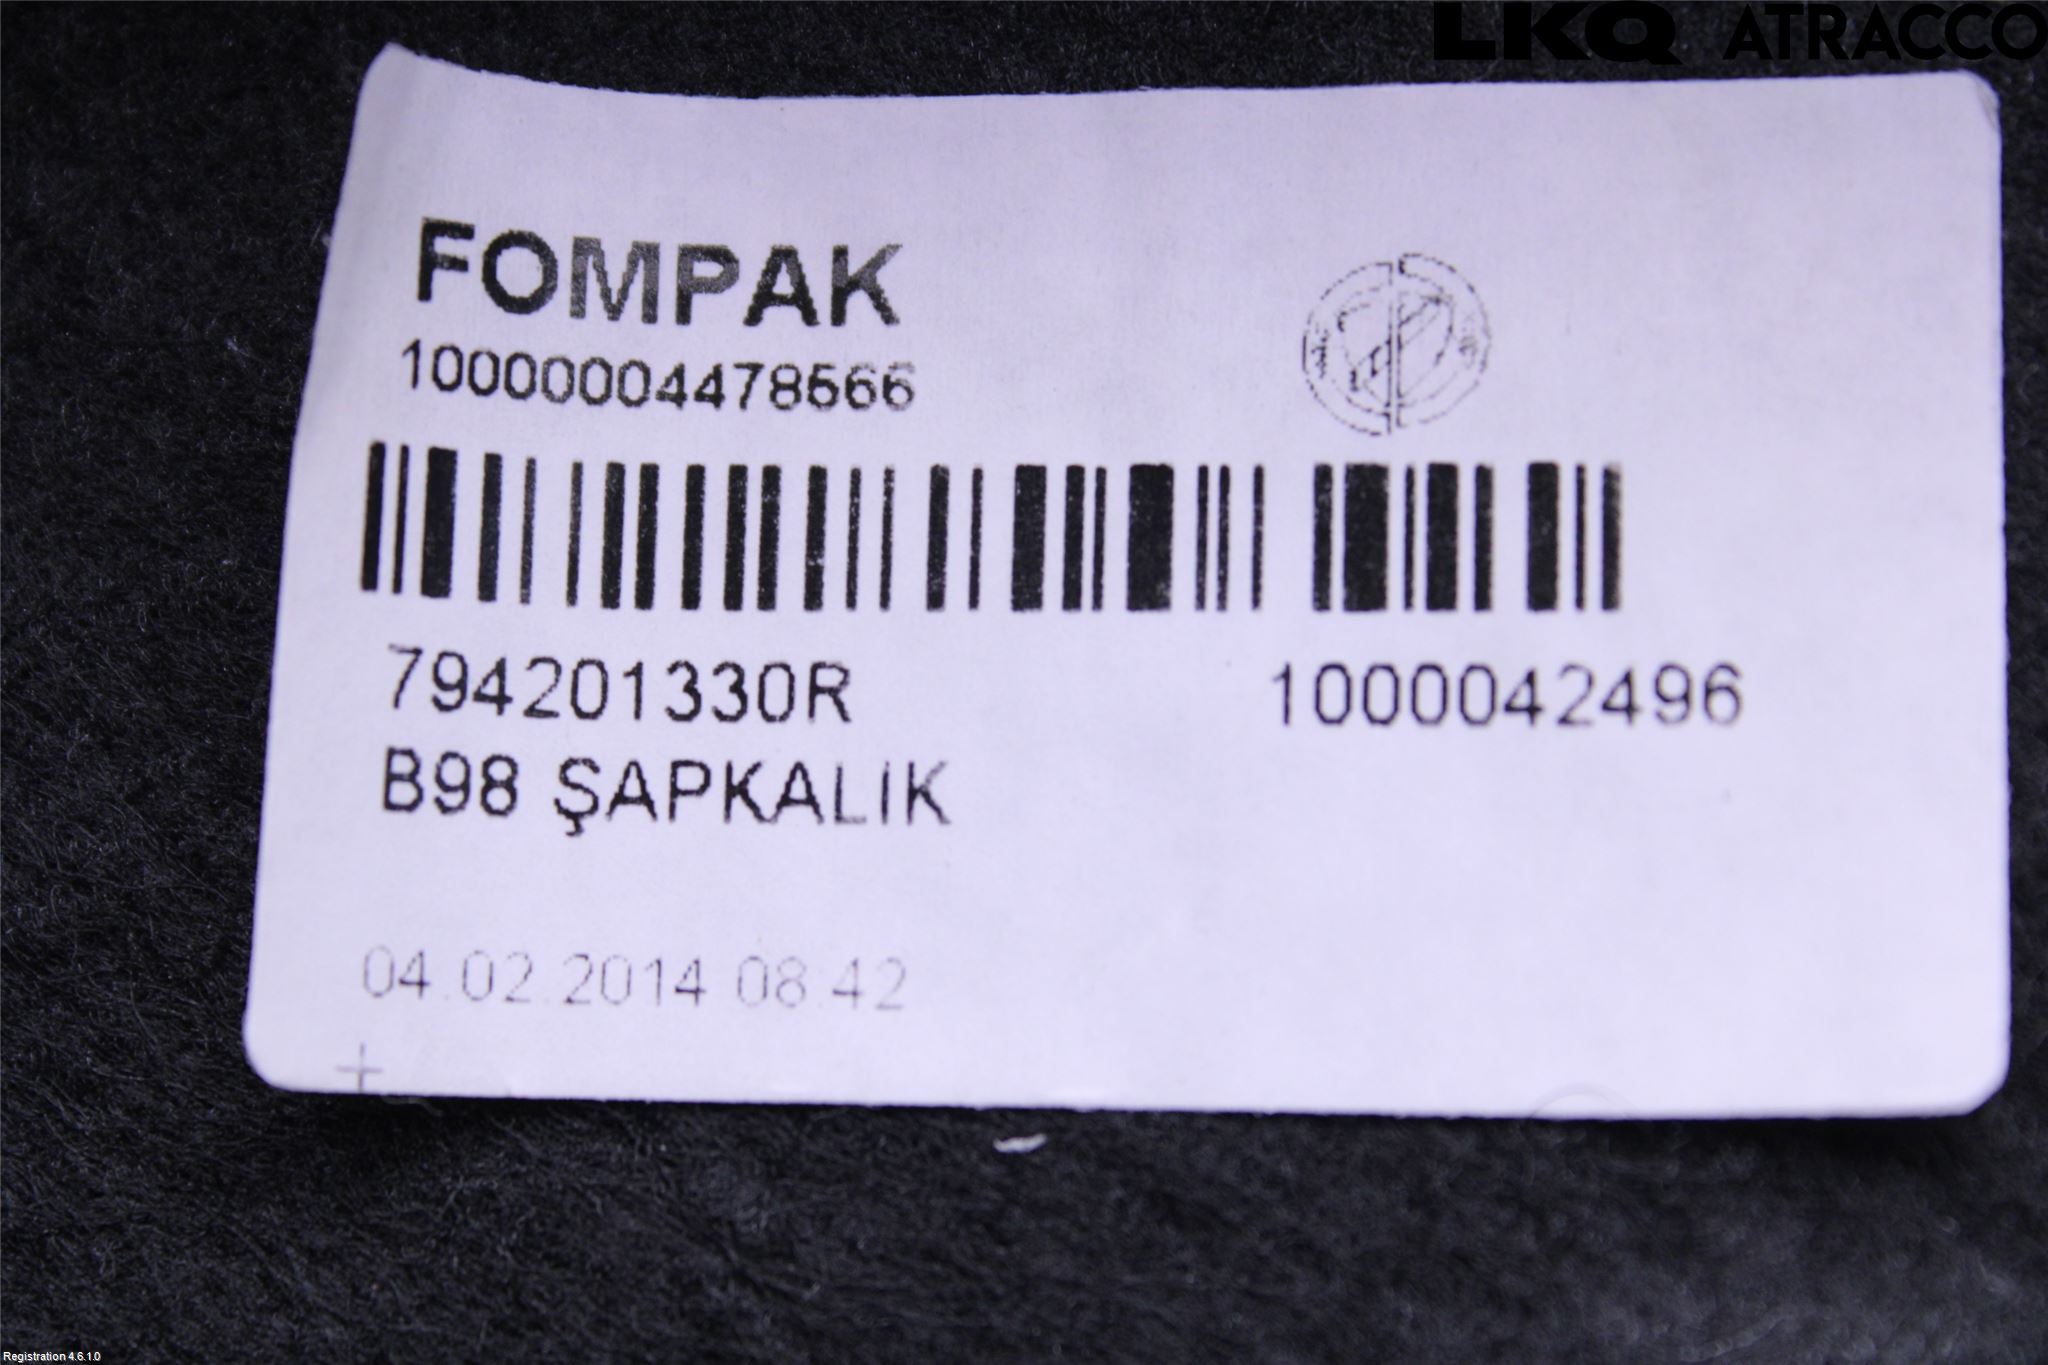 LKQ ATRACCO
FOMPAK
10000004478566
794201330R 1000042496
B98 ŞAPKALIK
04.02.2014 08:42
Registration 4.6.1.0